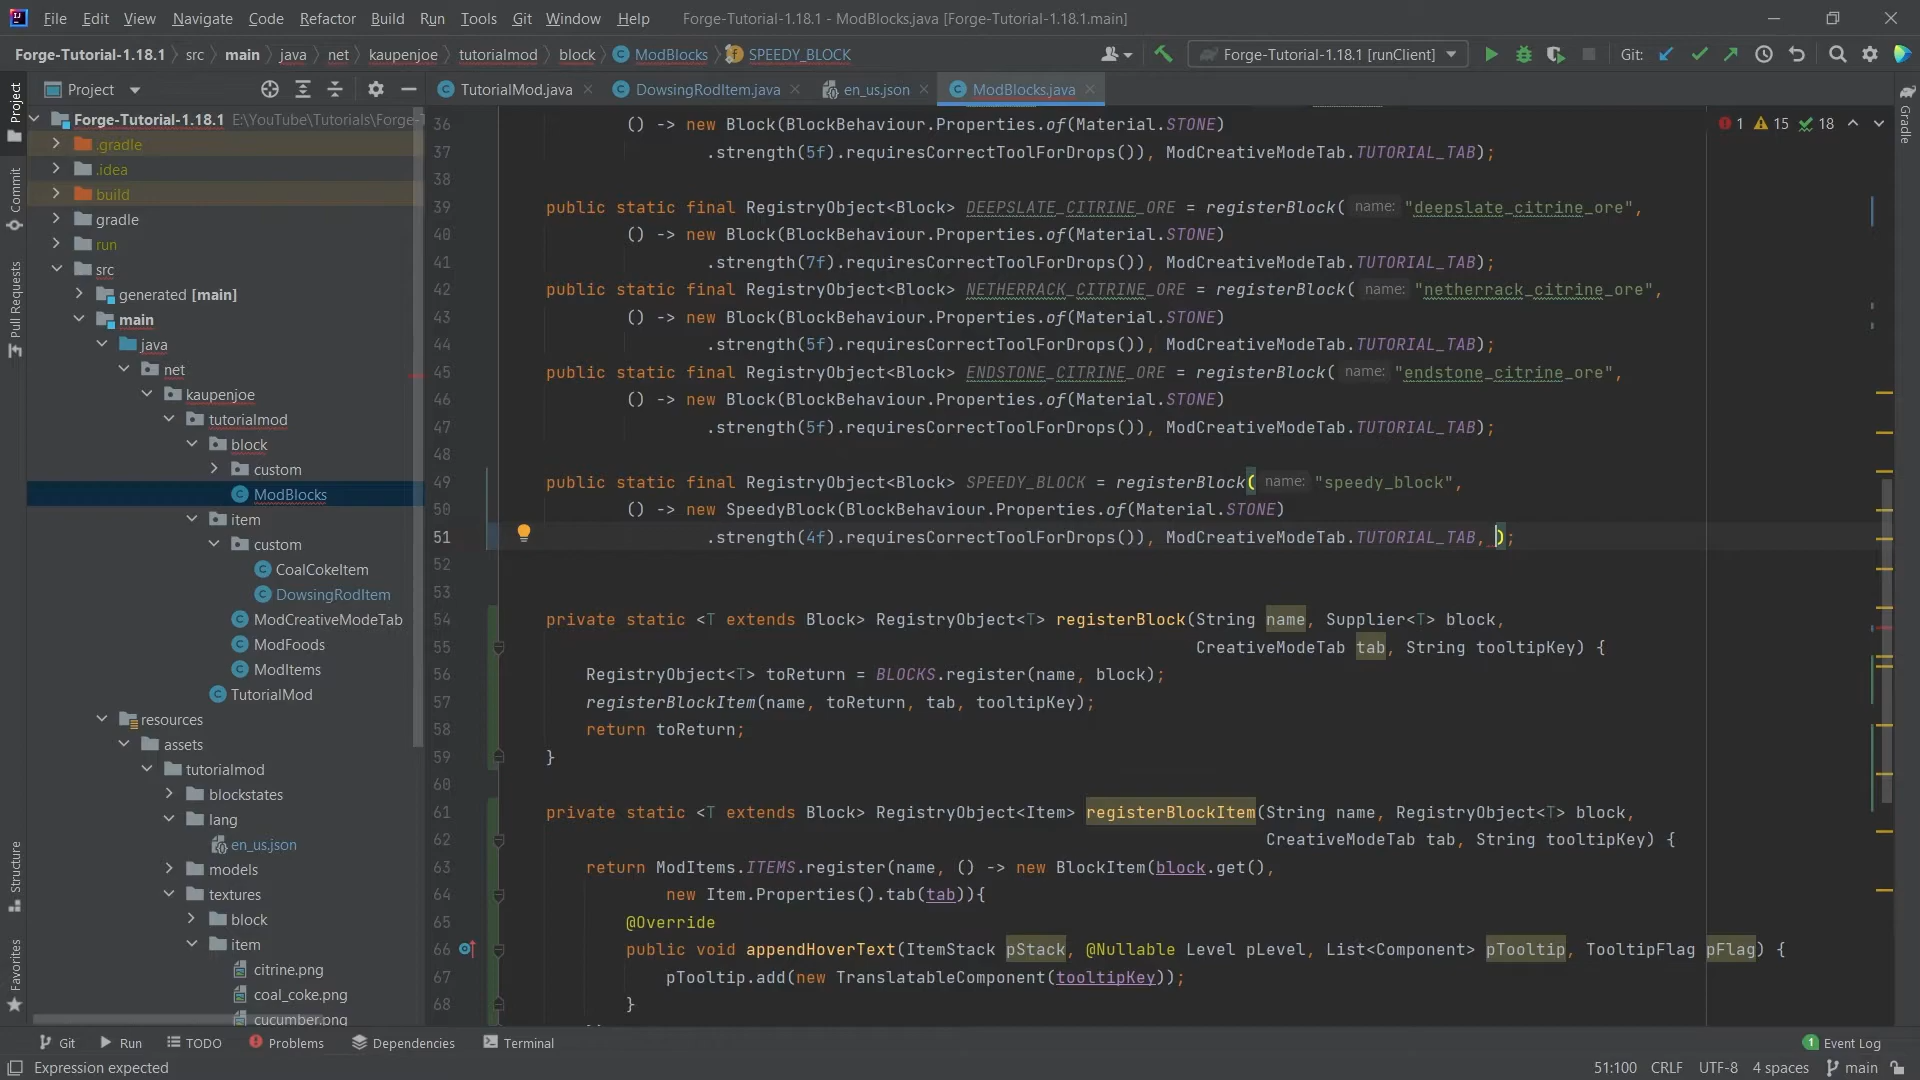 File Edit View Navigate Code Refactor Build Run Tools Git Window Help Forge-Tutorial-1.18.1 - ModBlocks.java [Forge-Tutorial-1.18.1.main]
Forge-Tutorial-1.18.1 src main java net kaupenjoe tutorialmod block ModBlocks SPEEDY_BLOCK Forge-Tutorial-1.18.1 [runClient] Git:
Project
TutorialMod.java DowsingRodItem.java en_us.json ModBlocks.java
Project
Commit
Pull Requests
Structure
Favorites
Gradle
Forge-Tutorial-1.18.1 E:\YouTube\Tutorials\Forge-T
.gradle
.idea
build
gradle
run
src
generated [main]
main
java
net
kaupenjoe
tutorialmod
block
custom
ModBlocks
item
custom
CoalCokeItem
DowsingRodItem
ModCreativeModeTab
ModFoods
ModItems
TutorialMod
resources
assets
tutorialmod
blockstates
lang
en_us.json
models
textures
block
item
citrine.png
coal_coke.png
cucumber.png
1 15 18
36 () -> new Block(BlockBehaviour.Properties.of(Material.STONE)
37 .strength(5f).requiresCorrectToolForDrops()), ModCreativeModeTab.TUTORIAL_TAB);
38
39 public static final RegistryObject<Block> DEEPSLATE_CITRINE_ORE = registerBlock( name: "deepslate_citrine_ore",
40 () -> new Block(BlockBehaviour.Properties.of(Material.STONE)
41 .strength(7f).requiresCorrectToolForDrops()), ModCreativeModeTab.TUTORIAL_TAB);
42 public static final RegistryObject<Block> NETHERRACK_CITRINE_ORE = registerBlock( name: "netherrack_citrine_ore",
43 () -> new Block(BlockBehaviour.Properties.of(Material.STONE)
44 .strength(5f).requiresCorrectToolForDrops()), ModCreativeModeTab.TUTORIAL_TAB);
45 public static final RegistryObject<Block> ENDSTONE_CITRINE_ORE = registerBlock( name: "endstone_citrine_ore",
46 () -> new Block(BlockBehaviour.Properties.of(Material.STONE)
47 .strength(5f).requiresCorrectToolForDrops()), ModCreativeModeTab.TUTORIAL_TAB);
48
49 public static final RegistryObject<Block> SPEEDY_BLOCK = registerBlock( name: "speedy_block",
50 () -> new SpeedyBlock(BlockBehaviour.Properties.of(Material.STONE)
51 .strength(4f).requiresCorrectToolForDrops()), ModCreativeModeTab.TUTORIAL_TAB, );
52
53
54 private static <T extends Block> RegistryObject<T> registerBlock(String name, Supplier<T> block,
55 CreativeModeTab tab, String tooltipKey) {
56 RegistryObject<T> toReturn = BLOCKS.register(name, block);
57 registerBlockItem(name, toReturn, tab, tooltipKey);
58 return toReturn;
59 }
60
61 private static <T extends Block> RegistryObject<Item> registerBlockItem(String name, RegistryObject<T> block,
62 CreativeModeTab tab, String tooltipKey) {
63 return ModItems.ITEMS.register(name, () -> new BlockItem(block.get(),
64 new Item.Properties().tab(tab)){
65 @Override
66 public void appendHoverText(ItemStack pStack, @Nullable Level pLevel, List<Component> pTooltip, TooltipFlag pFlag) {
67 pTooltip.add(new TranslatableComponent(tooltipKey));
68 }
Git Run TODO Problems Dependencies Terminal 1 Event Log
Expression expected 51:100 CRLF UTF-8 4 spaces main